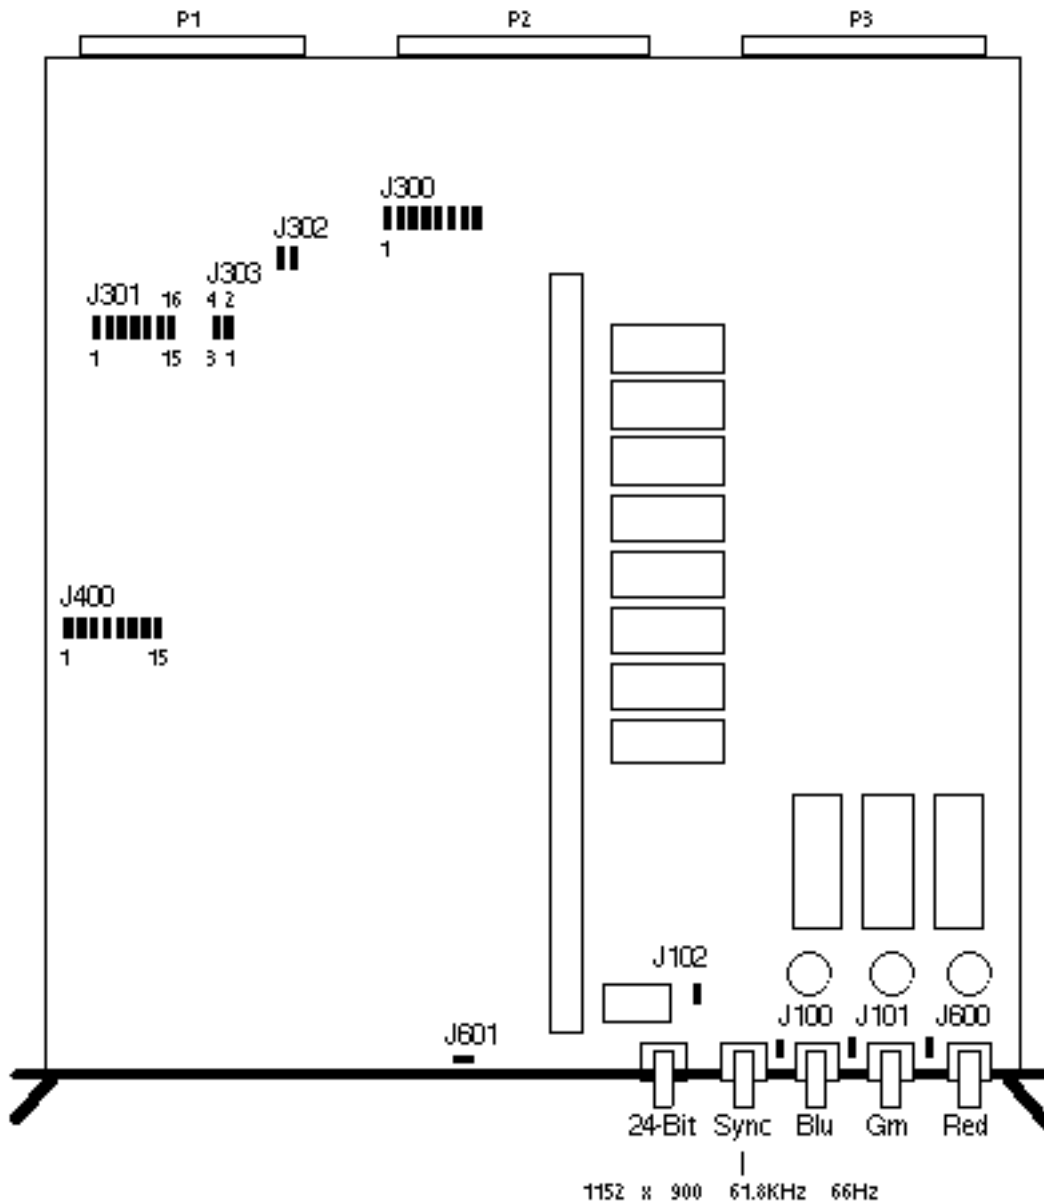 P1 P2 P3
J300
1
J302
J303
J301 16 4 2
1 15 3 1
J400
1 15
J102
J100 J101 J600
J601
24-Bit Sync Blu Grn Red
1152 x 900 61.8KHz 66Hz